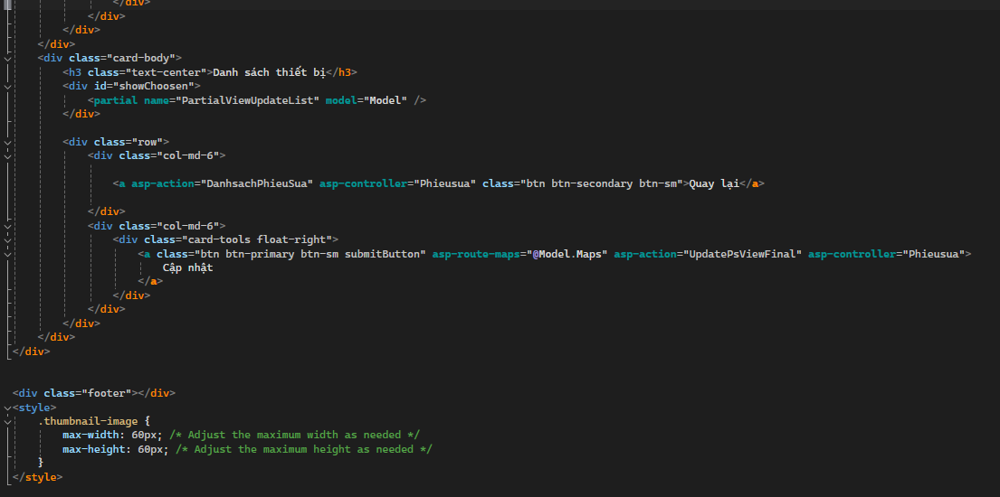 </div>
</div>
</div>
</div>
<div class="card-body">
<h3 class="text-center">Danh sách thiết bị</h3>
<div id="showChoosen">
<partial name="PartialViewUpdateList" model="Model" />
</div>
<div class="row">
<div class="col-md-6">
<a asp-action="DanhsachPhieuSua" asp-controller="Phieusua" class="btn btn-secondary btn-sm">Quay lại</a>
</div>
<div class="col-md-6">
<div class="card-tools float-right">
<a class="btn btn-primary btn-sm submitButton" asp-route-maps="@Model.Maps" asp-action="UpdatePsViewFinal" asp-controller="Phieusua">
Cập nhật
</a>
</div>
</div>
</div>
</div>
</div>
<div class="footer"></div>
<style>
.thumbnail-image {
max-width: 60px; /* Adjust the maximum width as needed */
max-height: 60px; /* Adjust the maximum height as needed */
}
</style>